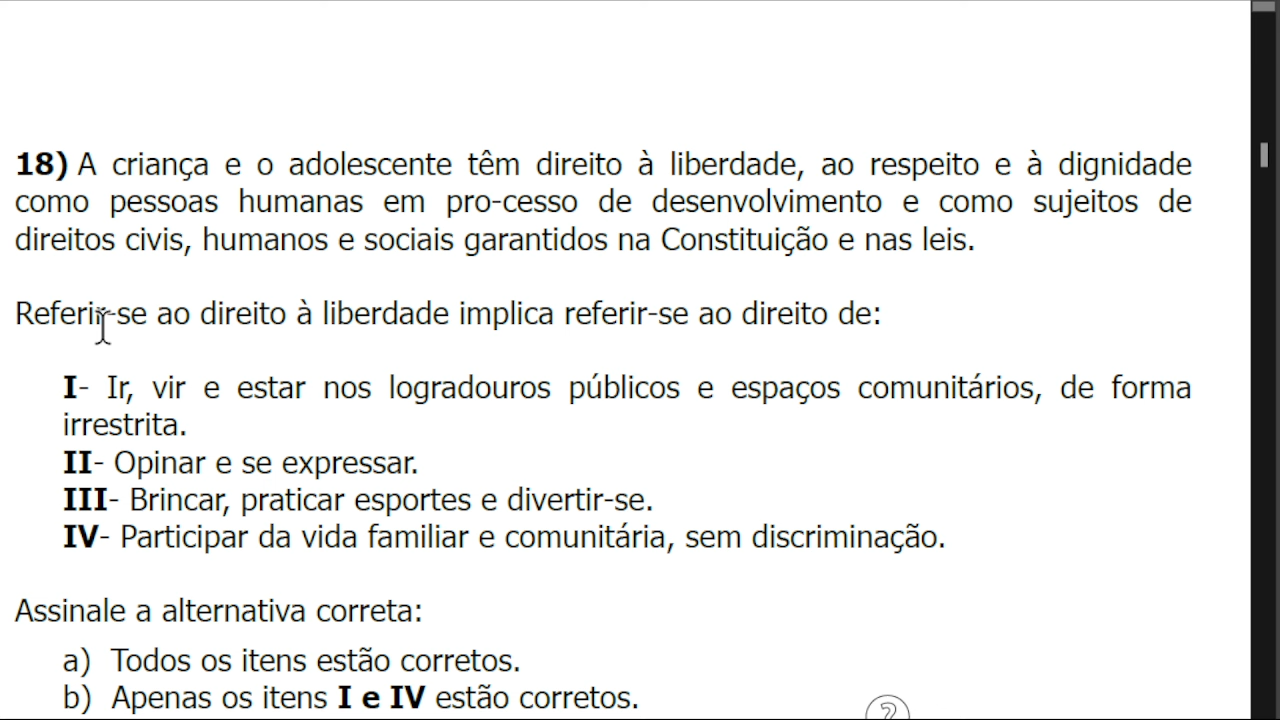 18) A criança e o adolescente têm direito à liberdade, ao respeito e à dignidade
como pessoas humanas em pro-cesso de desenvolvimento e como sujeitos de
direitos civis, humanos e sociais garantidos na Constituição e nas leis.
Referir-se ao direito à liberdade implica referir-se ao direito de:
I- Ir, vir e estar nos logradouros públicos e espaços comunitários, de forma
irrestrita.
II- Opinar e se expressar.
III- Brincar, praticar esportes e divertir-se.
IV- Participar da vida familiar e comunitária, sem discriminação.
Assinale a alternativa correta:
a) Todos os itens estão corretos.
b) Apenas os itens I e IV estão corretos.
2